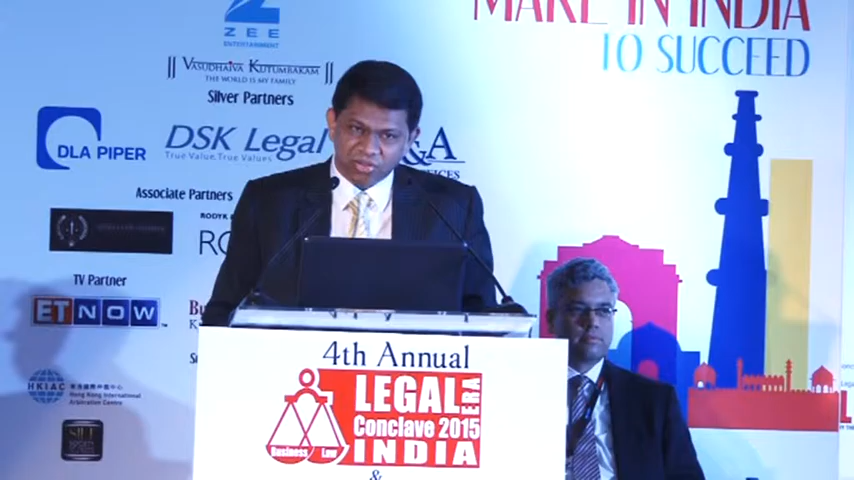 MAKE IN INDIA
TO SUCCEED
ZEE
ENTERTAINMENT
VASUDHAIVA KUTUMBAKAM
THE WORLD IS MY FAMILY
Silver Partners
DLA PIPER
DSK Legal
True Value. True Values
&A
Associate Partners
RODYK
TV Partner
ET NOW
HKIAC
Hong Kong International
Arbitration Centre
4th Annual
LEGAL ERA
Conclave 2015
INDIA
Business Law
&